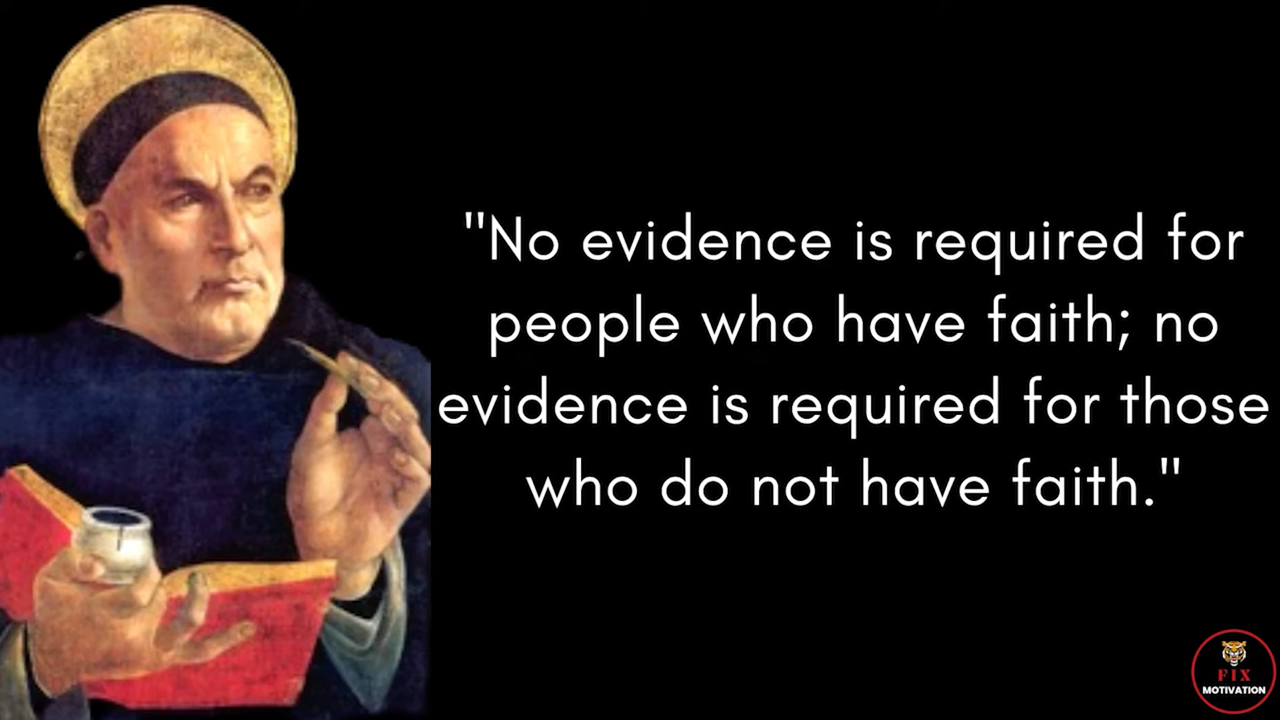 "No evidence is required for
people who have faith; no
evidence is required for those
who do not have faith."
FIX
MOTIVATION